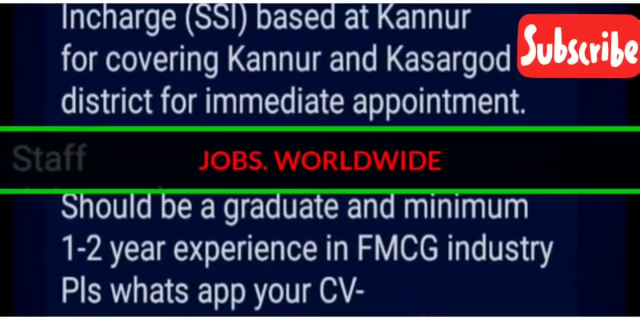 Incharge (SSI) based at Kannur
for covering Kannur and Kasargod
Subscribe
district for immediate appointment.
Staff
JOBS. WORLDWIDE
Should be a graduate and minimum
1-2 year experience in FMCG industry
Pls whats app your CV-